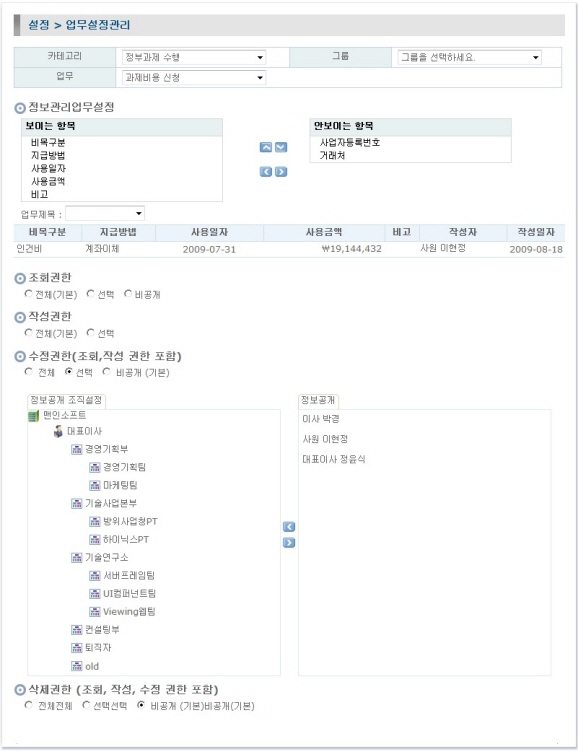 설정 > 업무설정관리
카테고리 정부과제 수행 그룹 그룹을 선택하세요.
업무 과제비용 신청
정보관리업무설정
보이는 항목 안보이는 항목
비목구분 사업자등록번호
지급방법 거래처
사용일자
사용금액
비고
업무제목 :
비목구분 지급방법 사용일자 사용금액 비고 작성자 작성일자
인건비 계좌이체 2009-07-31 ₩19,144,432 사원 이현정 2009-08-18
조회권한
전체(기본) 선택 비공개
작성권한
전체(기본) 선택
수정권한(조회,작성 권한 포함)
전체 선택 비공개 (기본)
정보공개 조직설정 정보공개
맨인소프트 이사 박경
대표이사 사원 이현정
경영기획부 대표이사 정윤식
경영기획팀
마케팅팀
기술사업본부
방위사업청PT
하이닉스PT
기술연구소
서버프레임팀
UI컴퍼넌트팀
Viewing웹팀
컨설팅부
퇴직자
old
삭제권한 (조회, 작성, 수정 권한 포함)
전체전체 선택선택 비공개 (기본)비공개(기본)